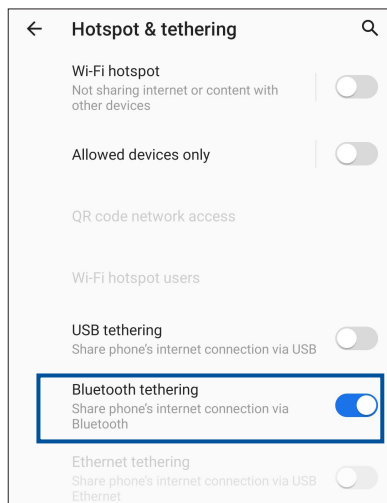 Hotspot & tethering
Wi-Fi hotspot
Not sharing internet or content with
other devices
Allowed devices only
QR code network access
Wi-Fi hotspot users
USB tethering
Share phone's internet connection via USB
Bluetooth tethering
Share phone's internet connection via
Bluetooth
Ethernet tethering
Share phone's internet connection via USB
Ethernet